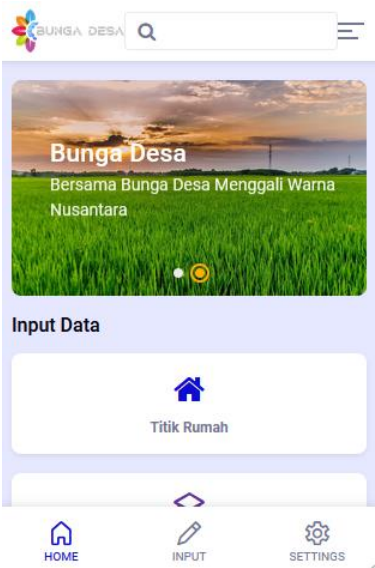 BUNGA DESA
Bunga Desa
Bersama Bunga Desa Menggali Warna
Nusantara
Input Data
Titik Rumah
HOME INPUT SETTINGS